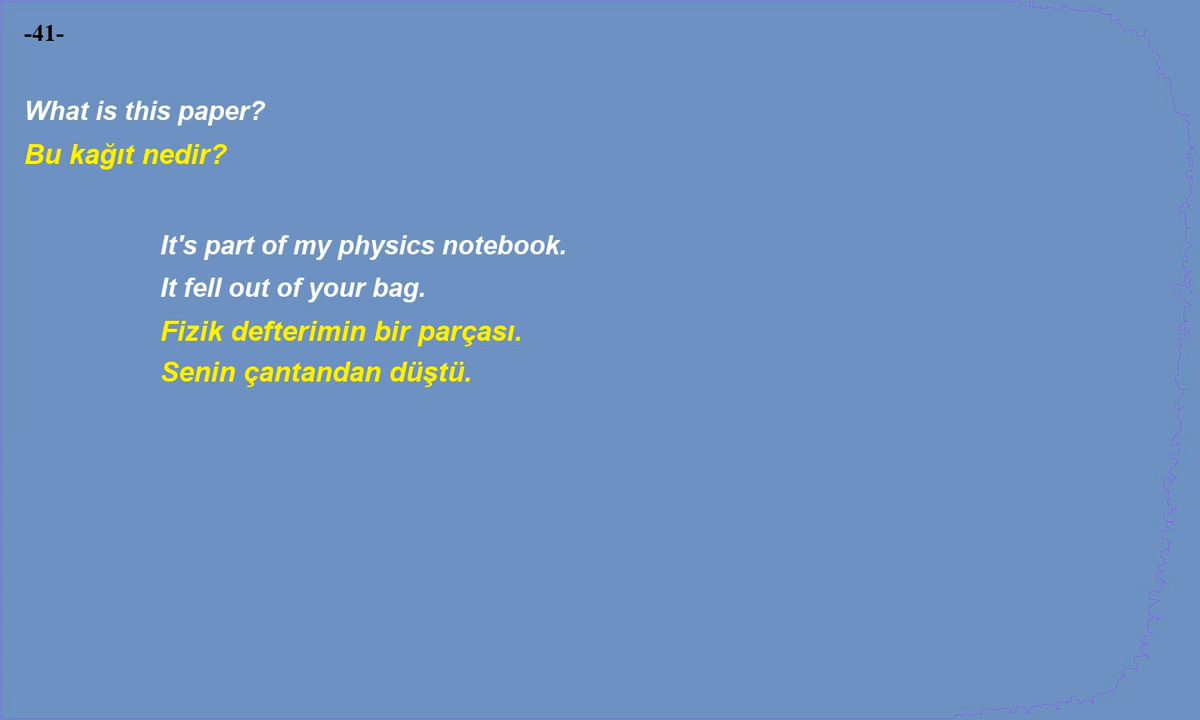 -41-
What is this paper?
Bu kağıt nedir?
It's part of my physics notebook.
It fell out of your bag.
Fizik defterimin bir parçası.
Senin çantandan düştü.